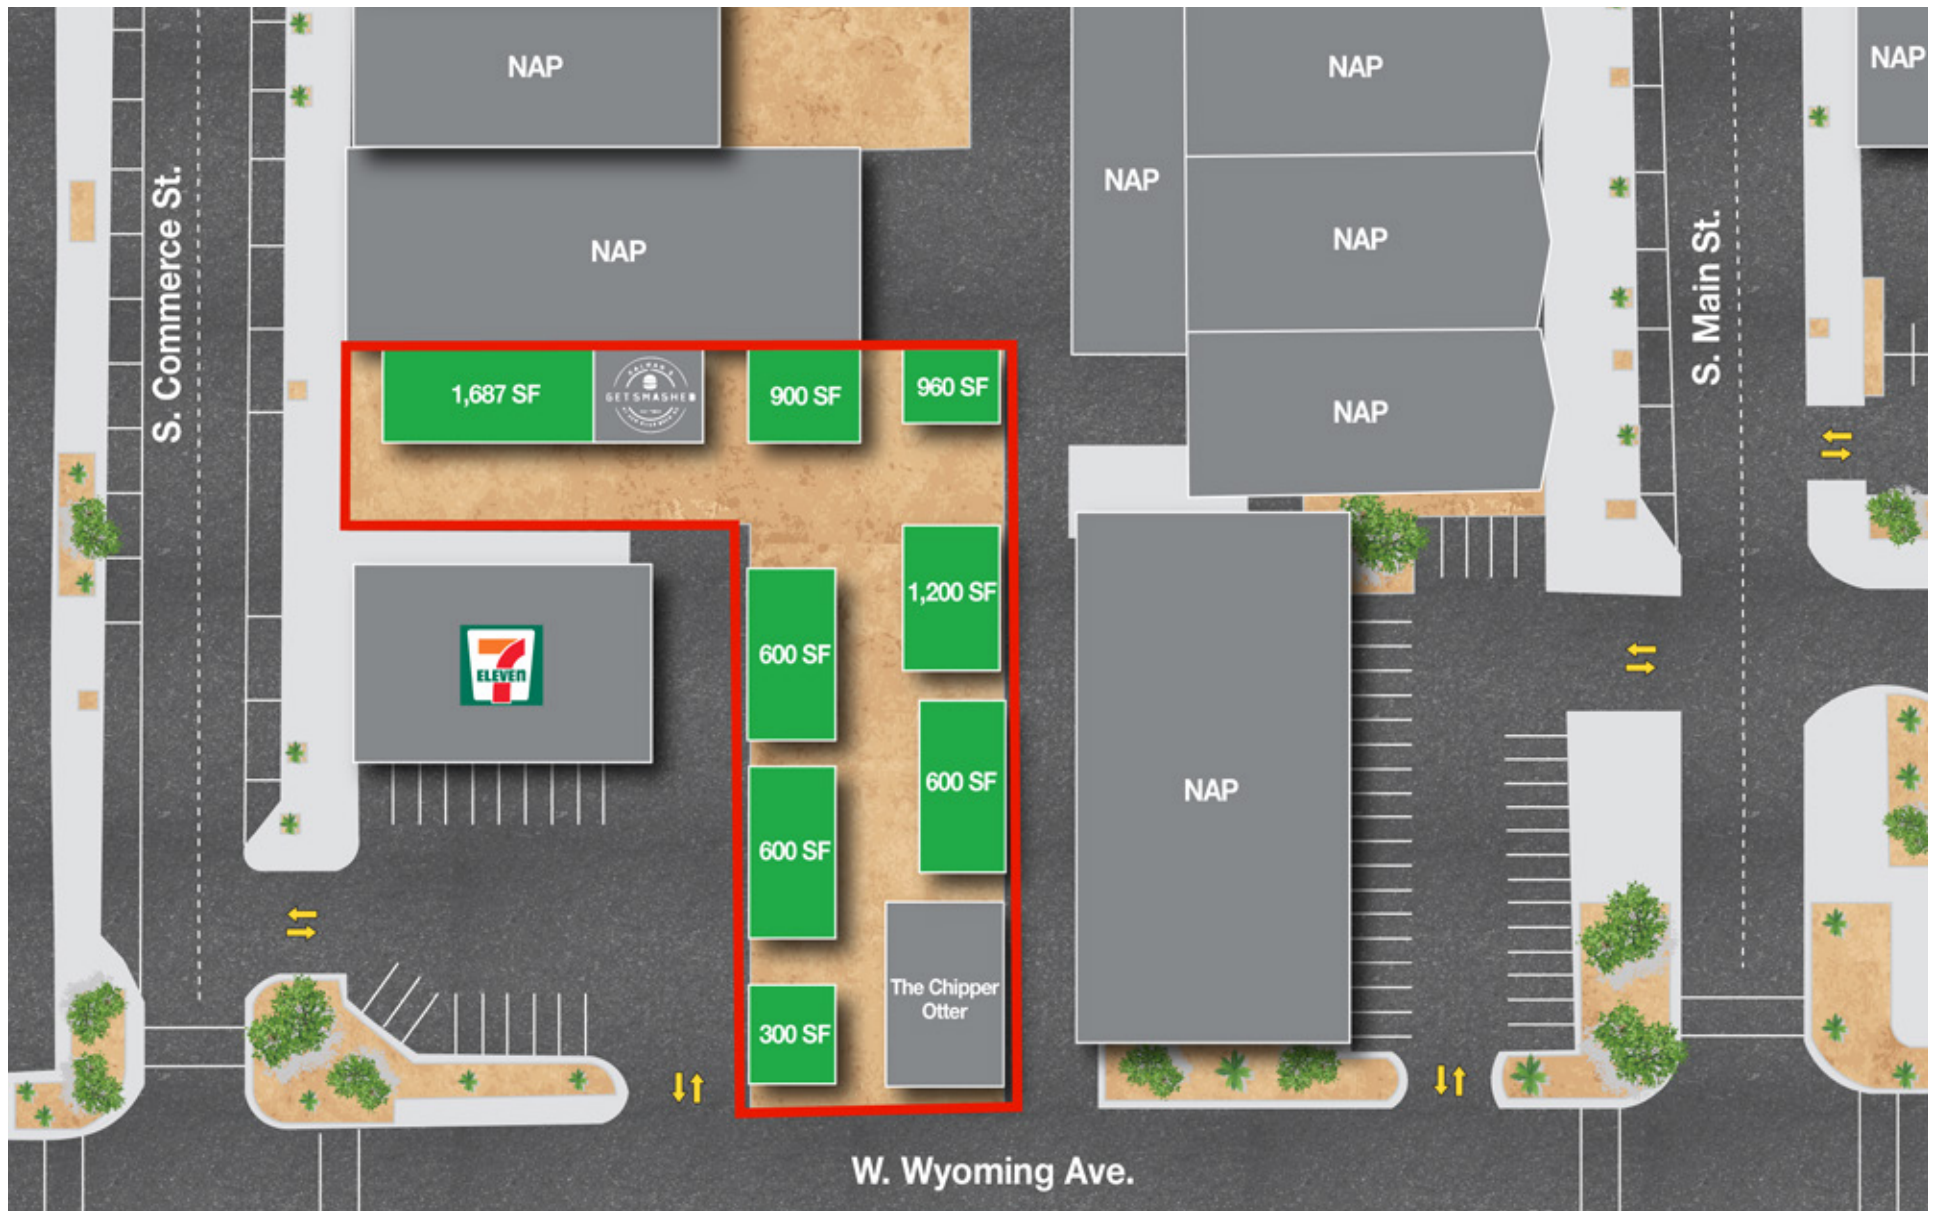 NAP
NAP
NAP
NAP
NAP
NAP
S. Commerce St.
S. Main St.
NAP
1,687 SF
GETSMASHED
900 SF
960 SF
NAP
1,200 SF
600 SF
7
ELEVEN
600 SF
600 SF
NAP
The Chipper
Otter
300 SF
W. Wyoming Ave.